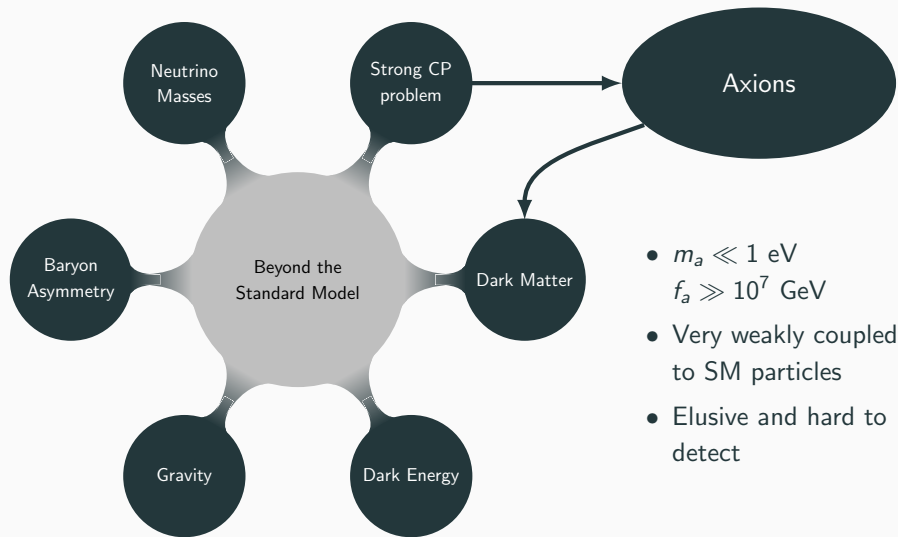 Neutrino
Masses
Strong CP
problem
Axions
Baryon
Asymmetry
Beyond the
Standard Model
Dark Matter
Gravity
Dark Energy
• mₐ ≪ 1 eV
fₐ ≫ 10⁷ GeV
• Very weakly coupled
to SM particles
• Elusive and hard to
detect